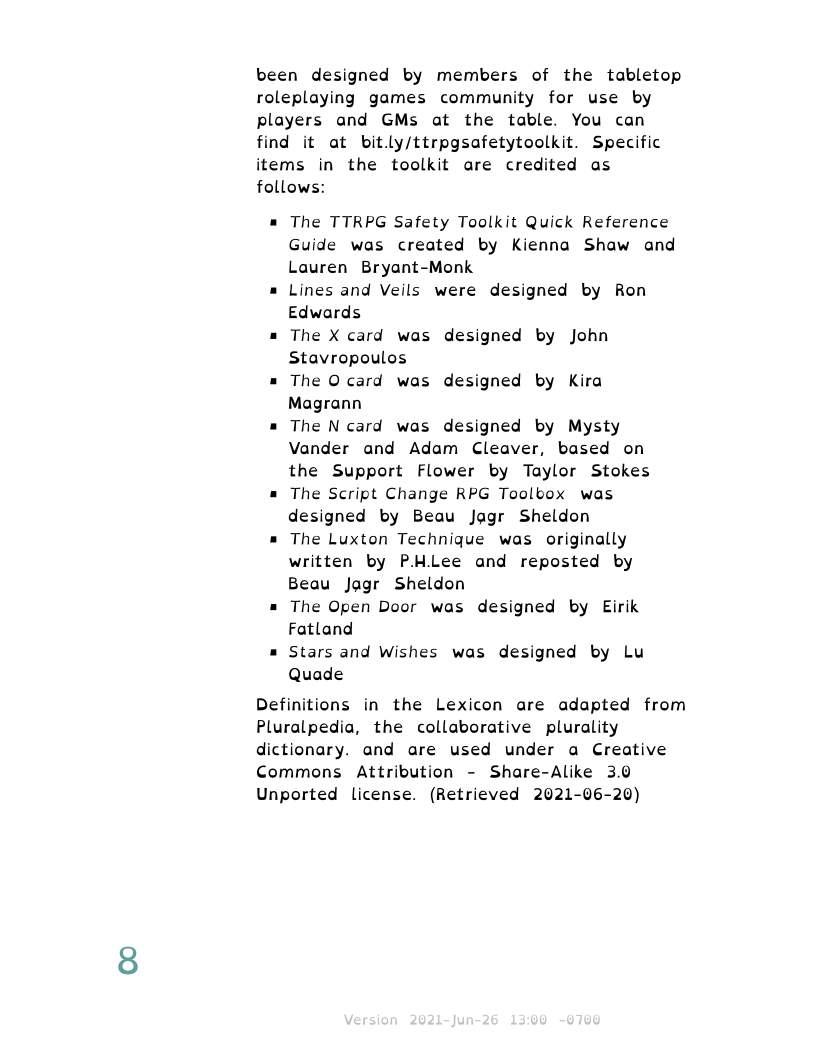 been designed by members of the tabletop
roleplaying games community for use by
players and GMs at the table. You can
find it at bit.ly/ttrpgsafetytoolkit. Specific
items in the toolkit are credited as
follows:
▪ The TTRPG Safety Toolkit Quick Reference
Guide was created by Kienna Shaw and
Lauren Bryant-Monk
▪ Lines and Veils were designed by Ron
Edwards
▪ The X card was designed by John
Stavropoulos
▪ The O card was designed by Kira
Magrann
▪ The N card was designed by Mysty
Vander and Adam Cleaver, based on
the Support Flower by Taylor Stokes
▪ The Script Change RPG Toolbox was
designed by Beau Jągr Sheldon
▪ The Luxton Technique was originally
written by P.H.Lee and reposted by
Beau Jągr Sheldon
▪ The Open Door was designed by Eirik
Fatland
▪ Stars and Wishes was designed by Lu
Quade
Definitions in the Lexicon are adapted from
Pluralpedia, the collaborative plurality
dictionary. and are used under a Creative
Commons Attribution - Share-Alike 3.0
Unported license. (Retrieved 2021-06-20)
8
Version 2021-Jun-26 13:00 -0700